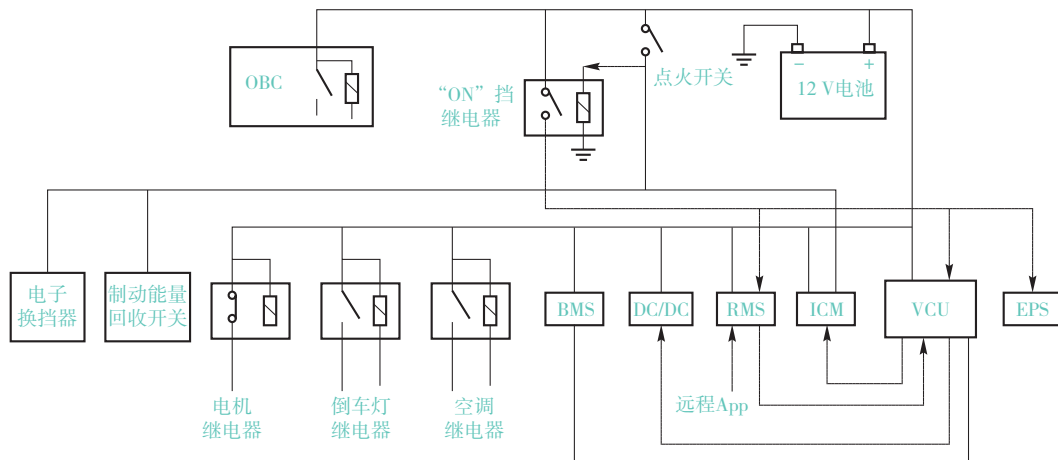 OBC
“ON”挡
继电器
点火开关
− +
12 V电池
电子
换挡器
制动能量
回收开关
BMS
DC/DC
RMS
ICM
VCU
EPS
电机
继电器
倒车灯
继电器
空调
继电器
远程App